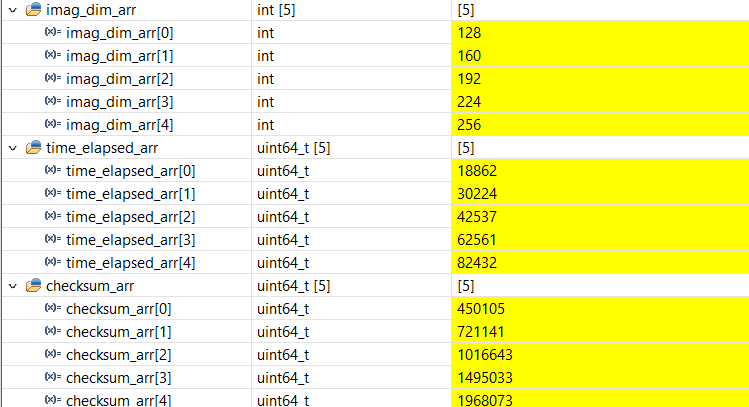 imag_dim_arr int [5] [5]
(x)= imag_dim_arr[0] int 128
(x)= imag_dim_arr[1] int 160
(x)= imag_dim_arr[2] int 192
(x)= imag_dim_arr[3] int 224
(x)= imag_dim_arr[4] int 256
time_elapsed_arr uint64_t [5] [5]
(x)= time_elapsed_arr[0] uint64_t 18862
(x)= time_elapsed_arr[1] uint64_t 30224
(x)= time_elapsed_arr[2] uint64_t 42537
(x)= time_elapsed_arr[3] uint64_t 62561
(x)= time_elapsed_arr[4] uint64_t 82432
checksum_arr uint64_t [5] [5]
(x)= checksum_arr[0] uint64_t 450105
(x)= checksum_arr[1] uint64_t 721141
(x)= checksum_arr[2] uint64_t 1016643
(x)= checksum_arr[3] uint64_t 1495033
(x)= checksum_arr[4] uint64_t 1968073